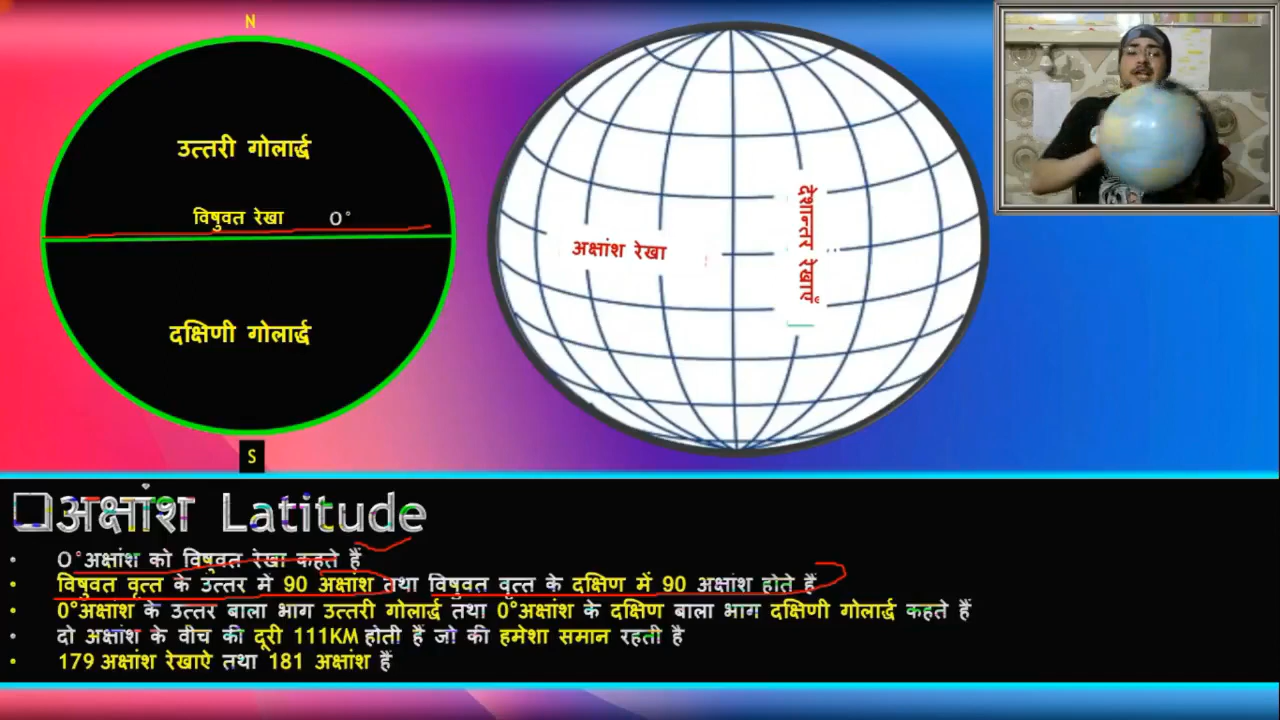 N
उत्तरी गोलार्द्ध
विषुवत रेखा 0°
दक्षिणी गोलार्द्ध
S
अक्षांश रेखा
देशान्तर रेखाएँ
अक्षांश Latitude
0°अक्षांश को विषुवत रेखा कहते हैं
विषुवत वृत्त के उत्तर में 90 अक्षांश तथा विषुवत वृत्त के दक्षिण में 90 अक्षांश होते हैं
0°अक्षांश के उत्तर बाला भाग उत्तरी गोलार्द्ध तथा 0°अक्षांश के दक्षिण बाला भाग दक्षिणी गोलार्द्ध कहते हैं
दो अक्षांश के वीच की दूरी 111KM होती हैं जो की हमेशा समान रहती है
179 अक्षांश रेखाऐ तथा 181 अक्षांश हैं